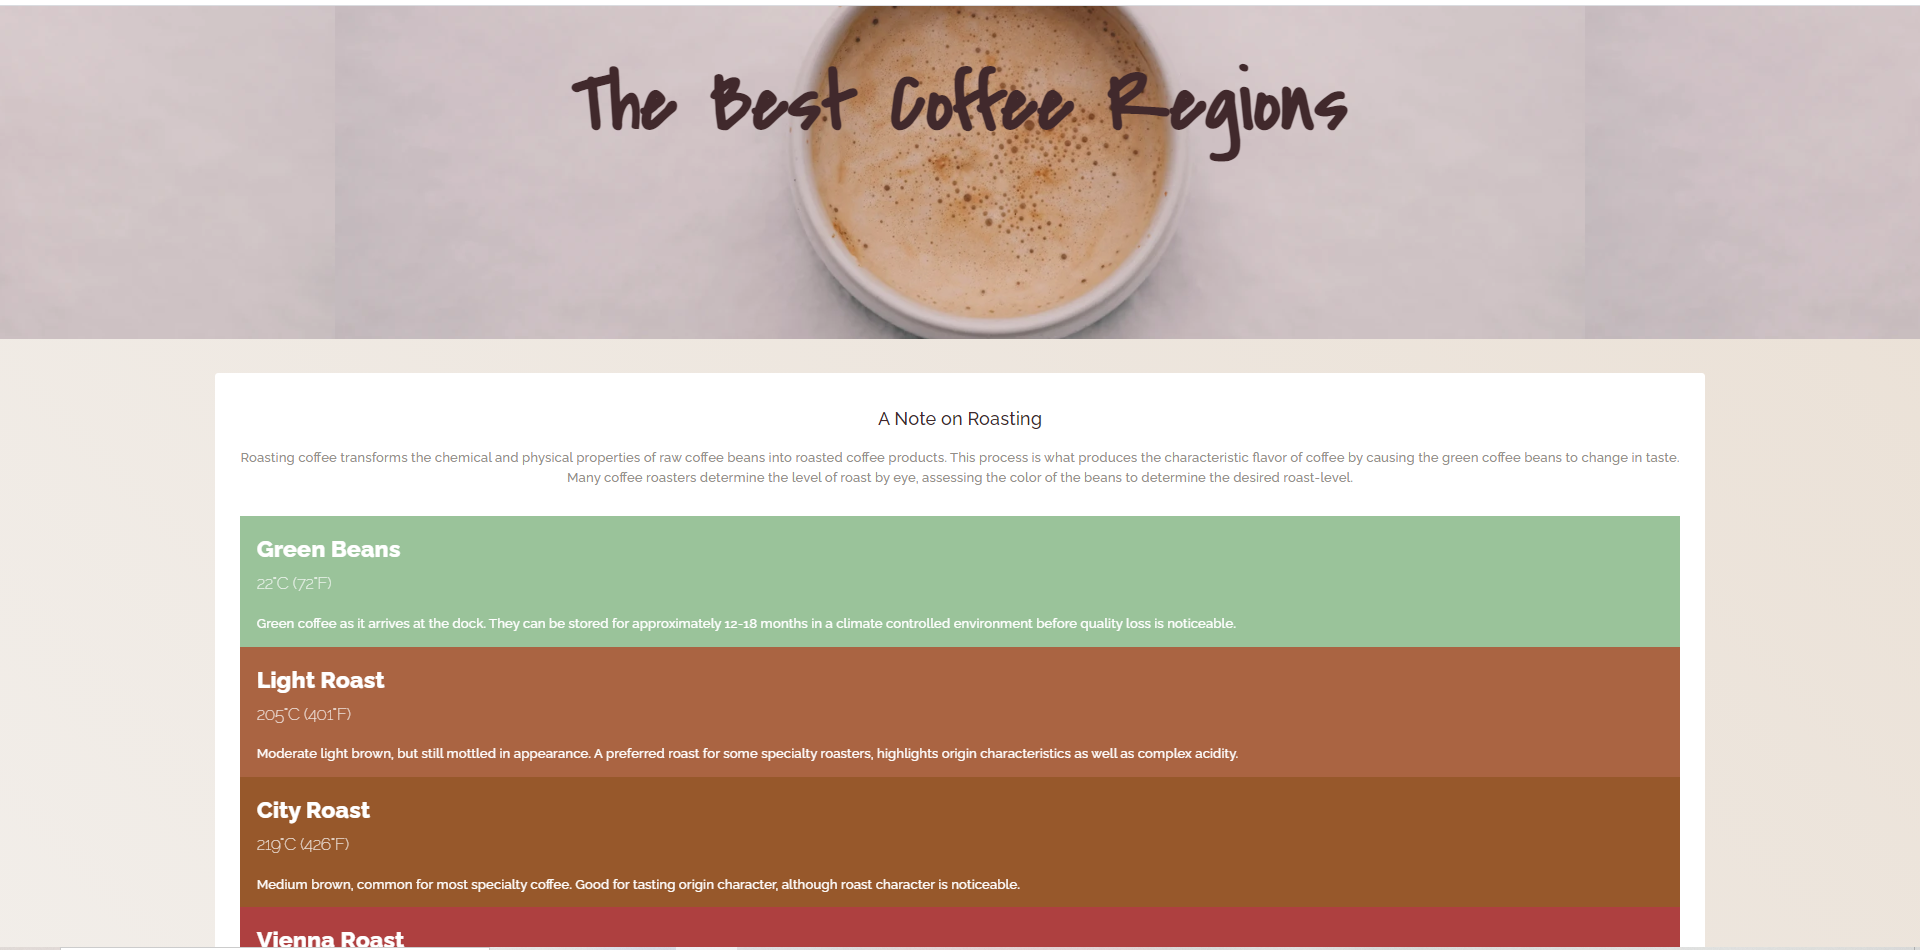 The Best Coffee Regions
A Note on Roasting
Roasting coffee transforms the chemical and physical properties of raw coffee beans into roasted coffee products. This process is what produces the characteristic flavor of coffee by causing the green coffee beans to change in taste.
Many coffee roasters determine the level of roast by eye, assessing the color of the beans to determine the desired roast-level.
Green Beans
22°C (72°F)
Green coffee as it arrives at the dock. They can be stored for approximately 12-18 months in a climate controlled environment before quality loss is noticeable.
Light Roast
205°C (401°F)
Moderate light brown, but still mottled in appearance. A preferred roast for some specialty roasters, highlights origin characteristics as well as complex acidity.
City Roast
219°C (426°F)
Medium brown, common for most specialty coffee. Good for tasting origin character, although roast character is noticeable.
Vienna Roast